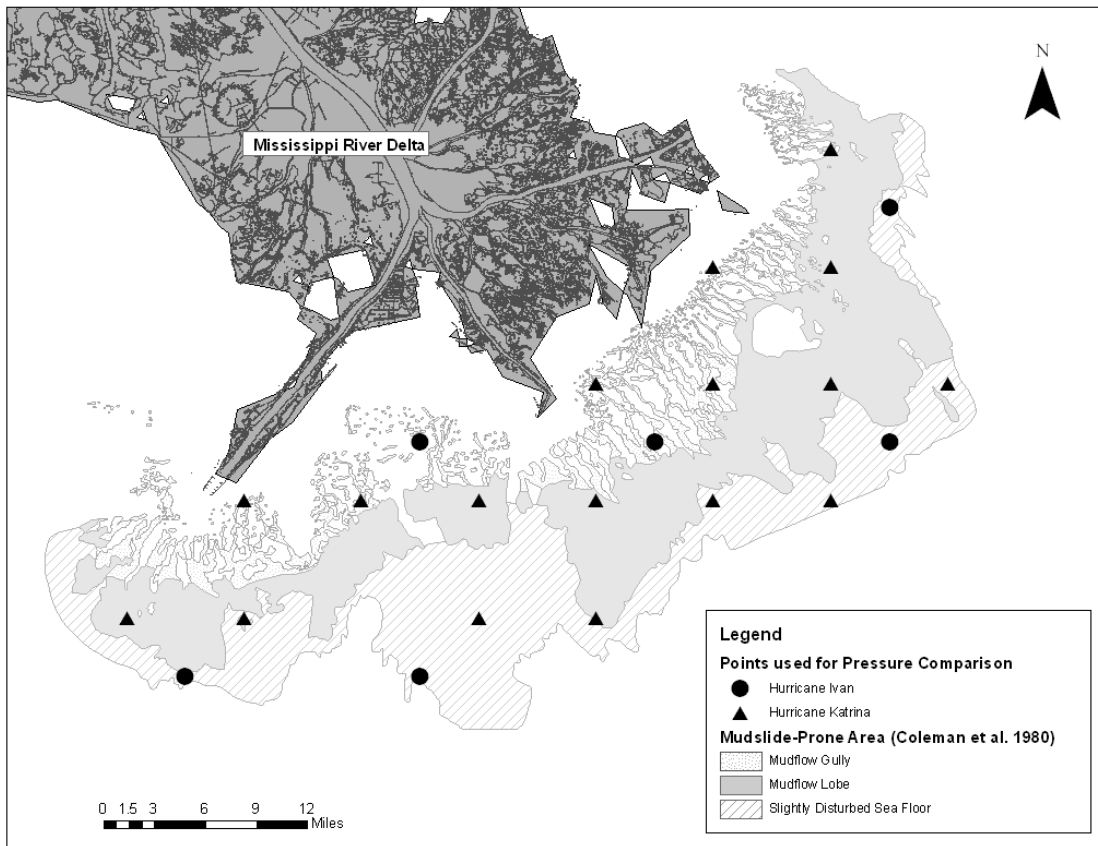 N
Mississippi River Delta
Legend
Points used for Pressure Comparison
Hurricane Ivan
Hurricane Katrina
Mudslide-Prone Area (Coleman et al. 1980)
Mudflow Gully
Mudflow Lobe
Slightly Disturbed Sea Floor
0 1.5 3 6 9 12
Miles